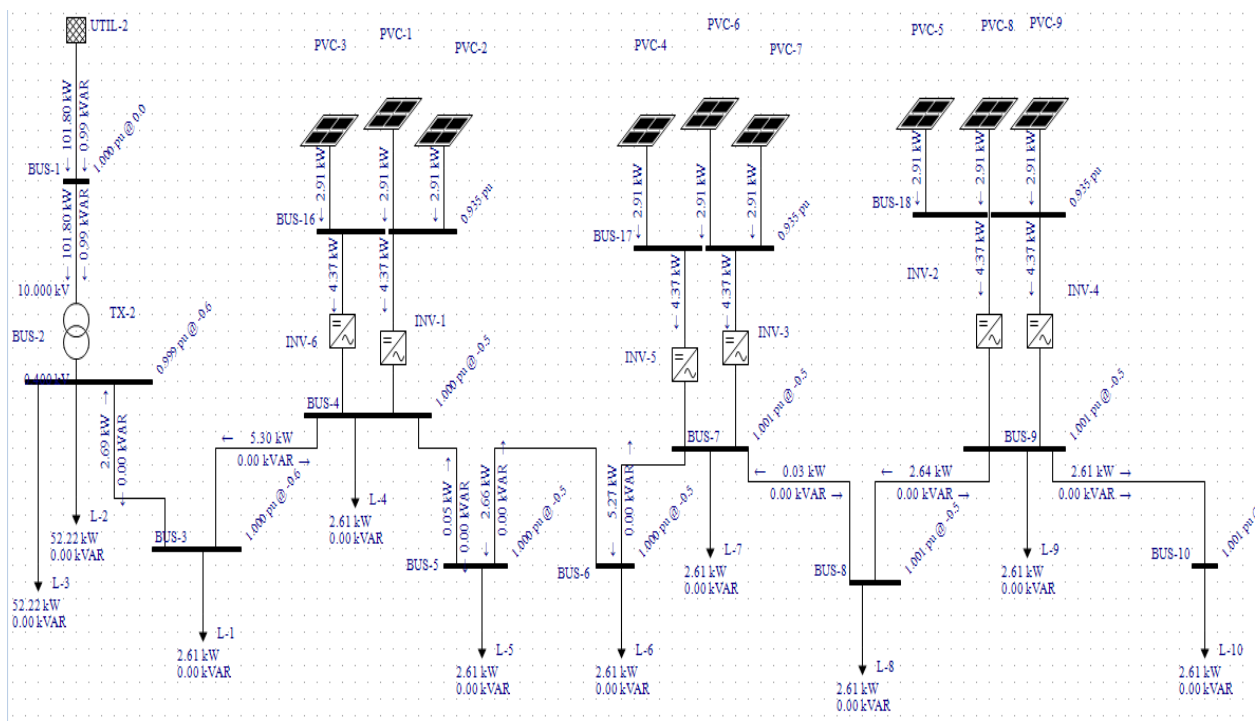 UTIL-2
101.80 kW ↓
0.99 kVAR ↓
BUS-1
1.000 pu @ 0.0
101.80 kW ↓
0.99 kVAR ↓
10.000 kV
TX-2
BUS-2
0.400 kV
0.999 pu @ -0.6
2.69 kW →
0.00 kVAR
L-2
52.22 kW
0.00 kVAR
L-3
52.22 kW
0.00 kVAR
BUS-3
1.000 pu @ -0.6
L-1
2.61 kW
0.00 kVAR
PVC-3
PVC-1
PVC-2
← 2.91 kW
← 2.91 kW
← 2.91 kW
BUS-16
0.935 pu
← 4.37 kW
← 4.37 kW
INV-6
INV-1
BUS-4
1.000 pu @ -0.5
← 5.30 kW
0.00 kVAR →
L-4
2.61 kW
0.00 kVAR
0.05 kW →
← 0.00 kVAR
← 2.66 kW
0.00 kVAR →
BUS-5
1.000 pu @ -0.5
L-5
2.61 kW
0.00 kVAR
BUS-6
1.000 pu @ -0.5
← 5.27 kW
0.00 kVAR →
L-6
2.61 kW
0.00 kVAR
PVC-4
PVC-6
PVC-7
← 2.91 kW
← 2.91 kW
← 2.91 kW
BUS-17
0.935 pu
← 4.37 kW
← 4.37 kW
INV-5
INV-3
BUS-7
1.001 pu @ -0.5
L-7
2.61 kW
0.00 kVAR
← 0.03 kW
0.00 kVAR →
BUS-8
1.001 pu @ -0.5
L-8
2.61 kW
0.00 kVAR
PVC-5
PVC-8
PVC-9
← 2.91 kW
← 2.91 kW
← 2.91 kW
BUS-18
0.935 pu
← 4.37 kW
← 4.37 kW
INV-2
INV-4
BUS-9
1.001 pu @ -0.5
← 2.64 kW
0.00 kVAR →
2.61 kW →
0.00 kVAR →
L-9
2.61 kW
0.00 kVAR
BUS-10
1.001 pu @
L-10
2.61 kW
0.00 kVAR